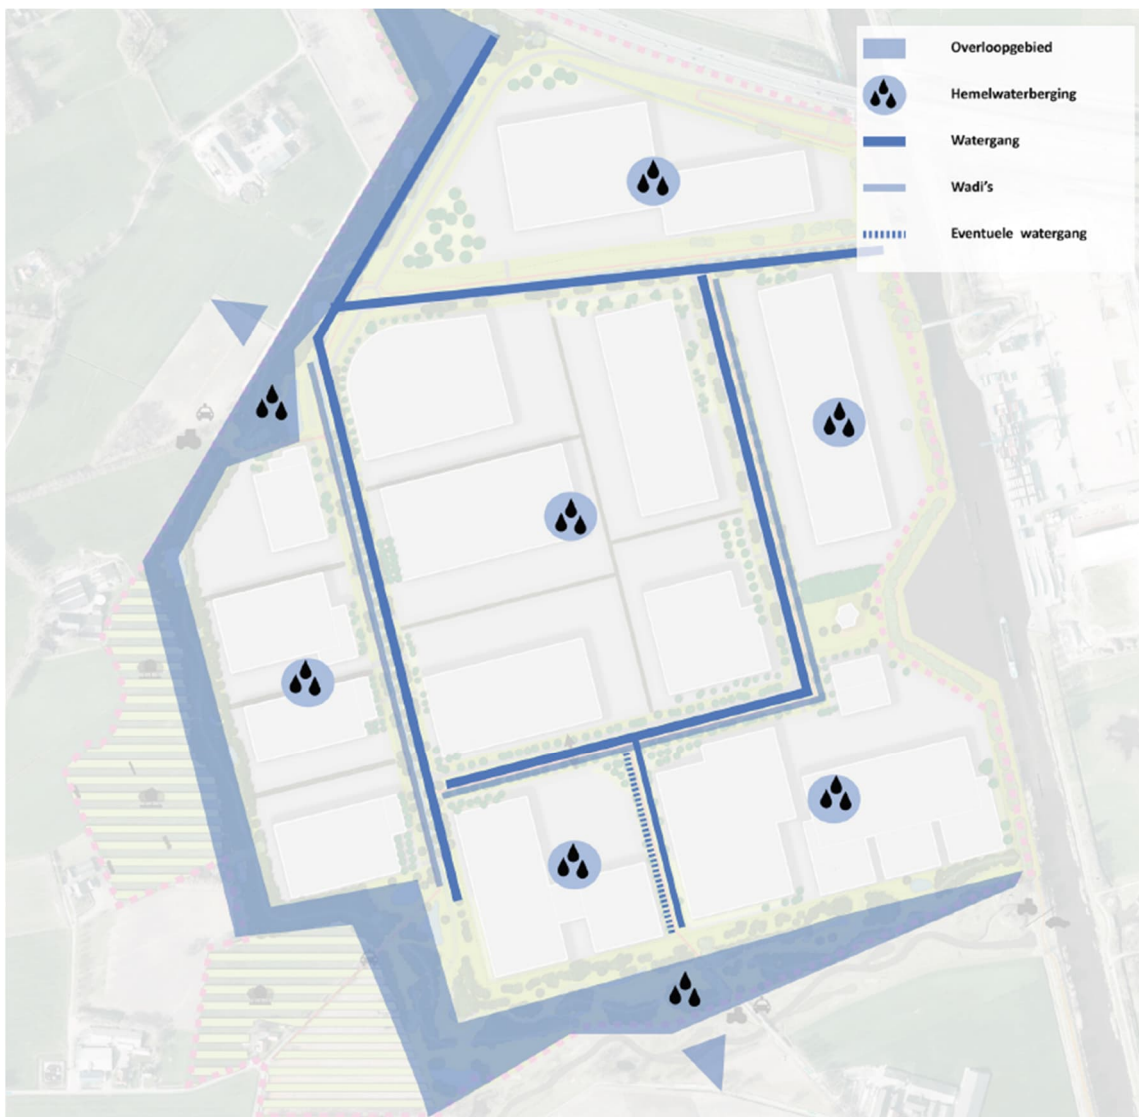 Overloopgebied
Hemelwaterberging
Watergang
Wadi's
Eventuele watergang